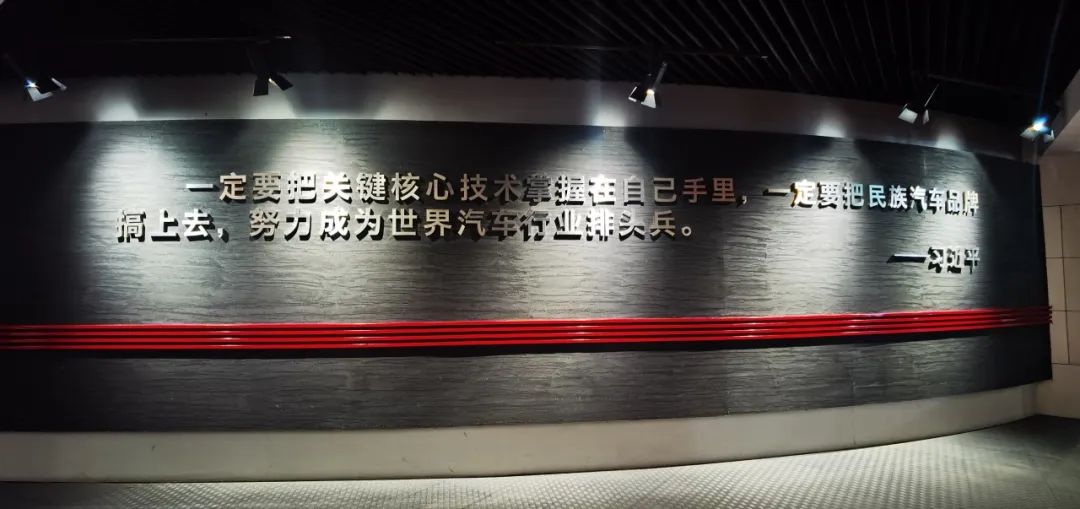 一定要把关键核心技术掌握在自己手里，一定要把民族汽车品牌
搞上去，努力成为世界汽车行业排头兵。
——习近平